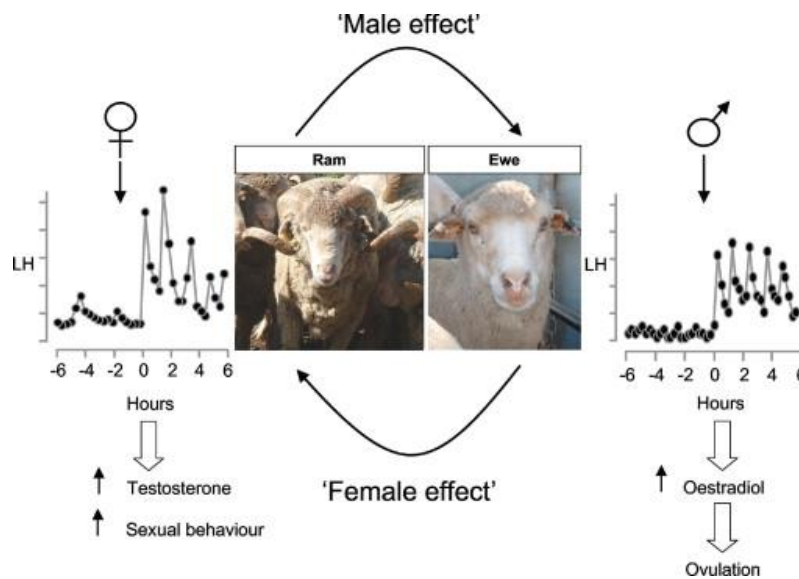 'Male effect'
Ram
Ewe
LH
-6 -4 -2 0 2 4 6
Hours
Testosterone
Sexual behaviour
LH
-6 -4 -2 0 2 4 6
Hours
Oestradiol
Ovulation
'Female effect'